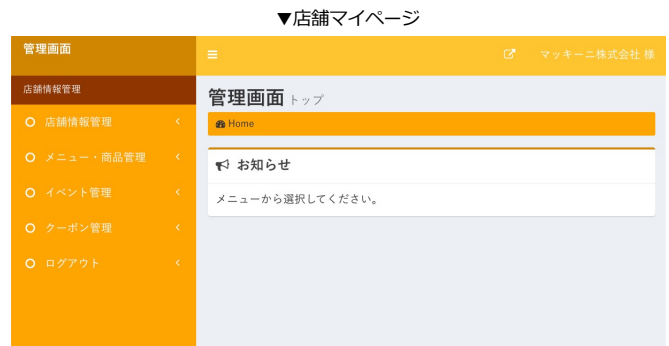 ▼店舗マイページ
管理画面
マッキーニ株式会社 様
店舗情報管理
店舗情報管理
メニュー・商品管理
イベント管理
クーポン管理
ログアウト
管理画面 トップ
Home
お知らせ
メニューから選択してください。